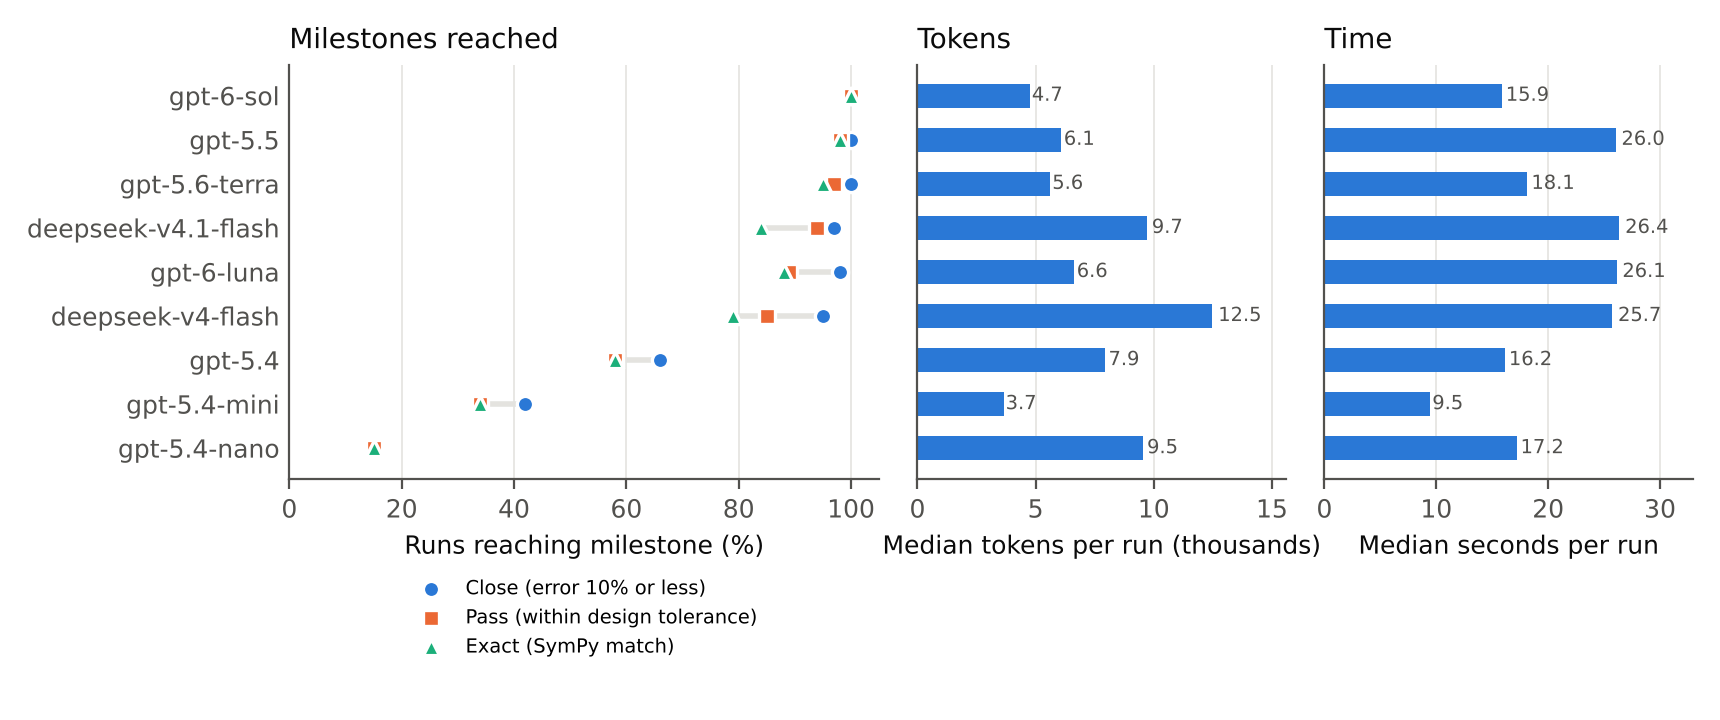 Milestones reached
Tokens
Time
gpt-6-sol
gpt-5.5
gpt-5.6-terra
deepseek-v4.1-flash
gpt-6-luna
deepseek-v4-flash
gpt-5.4
gpt-5.4-mini
gpt-5.4-nano
4.7
6.1
5.6
9.7
6.6
12.5
7.9
3.7
9.5
15.9
26.0
18.1
26.4
26.1
25.7
16.2
9.5
17.2
0 20 40 60 80 100
0 5 10 15
0 10 20 30
Runs reaching milestone (%)
Median tokens per run (thousands)
Median seconds per run
Close (error 10% or less)
Pass (within design tolerance)
Exact (SymPy match)